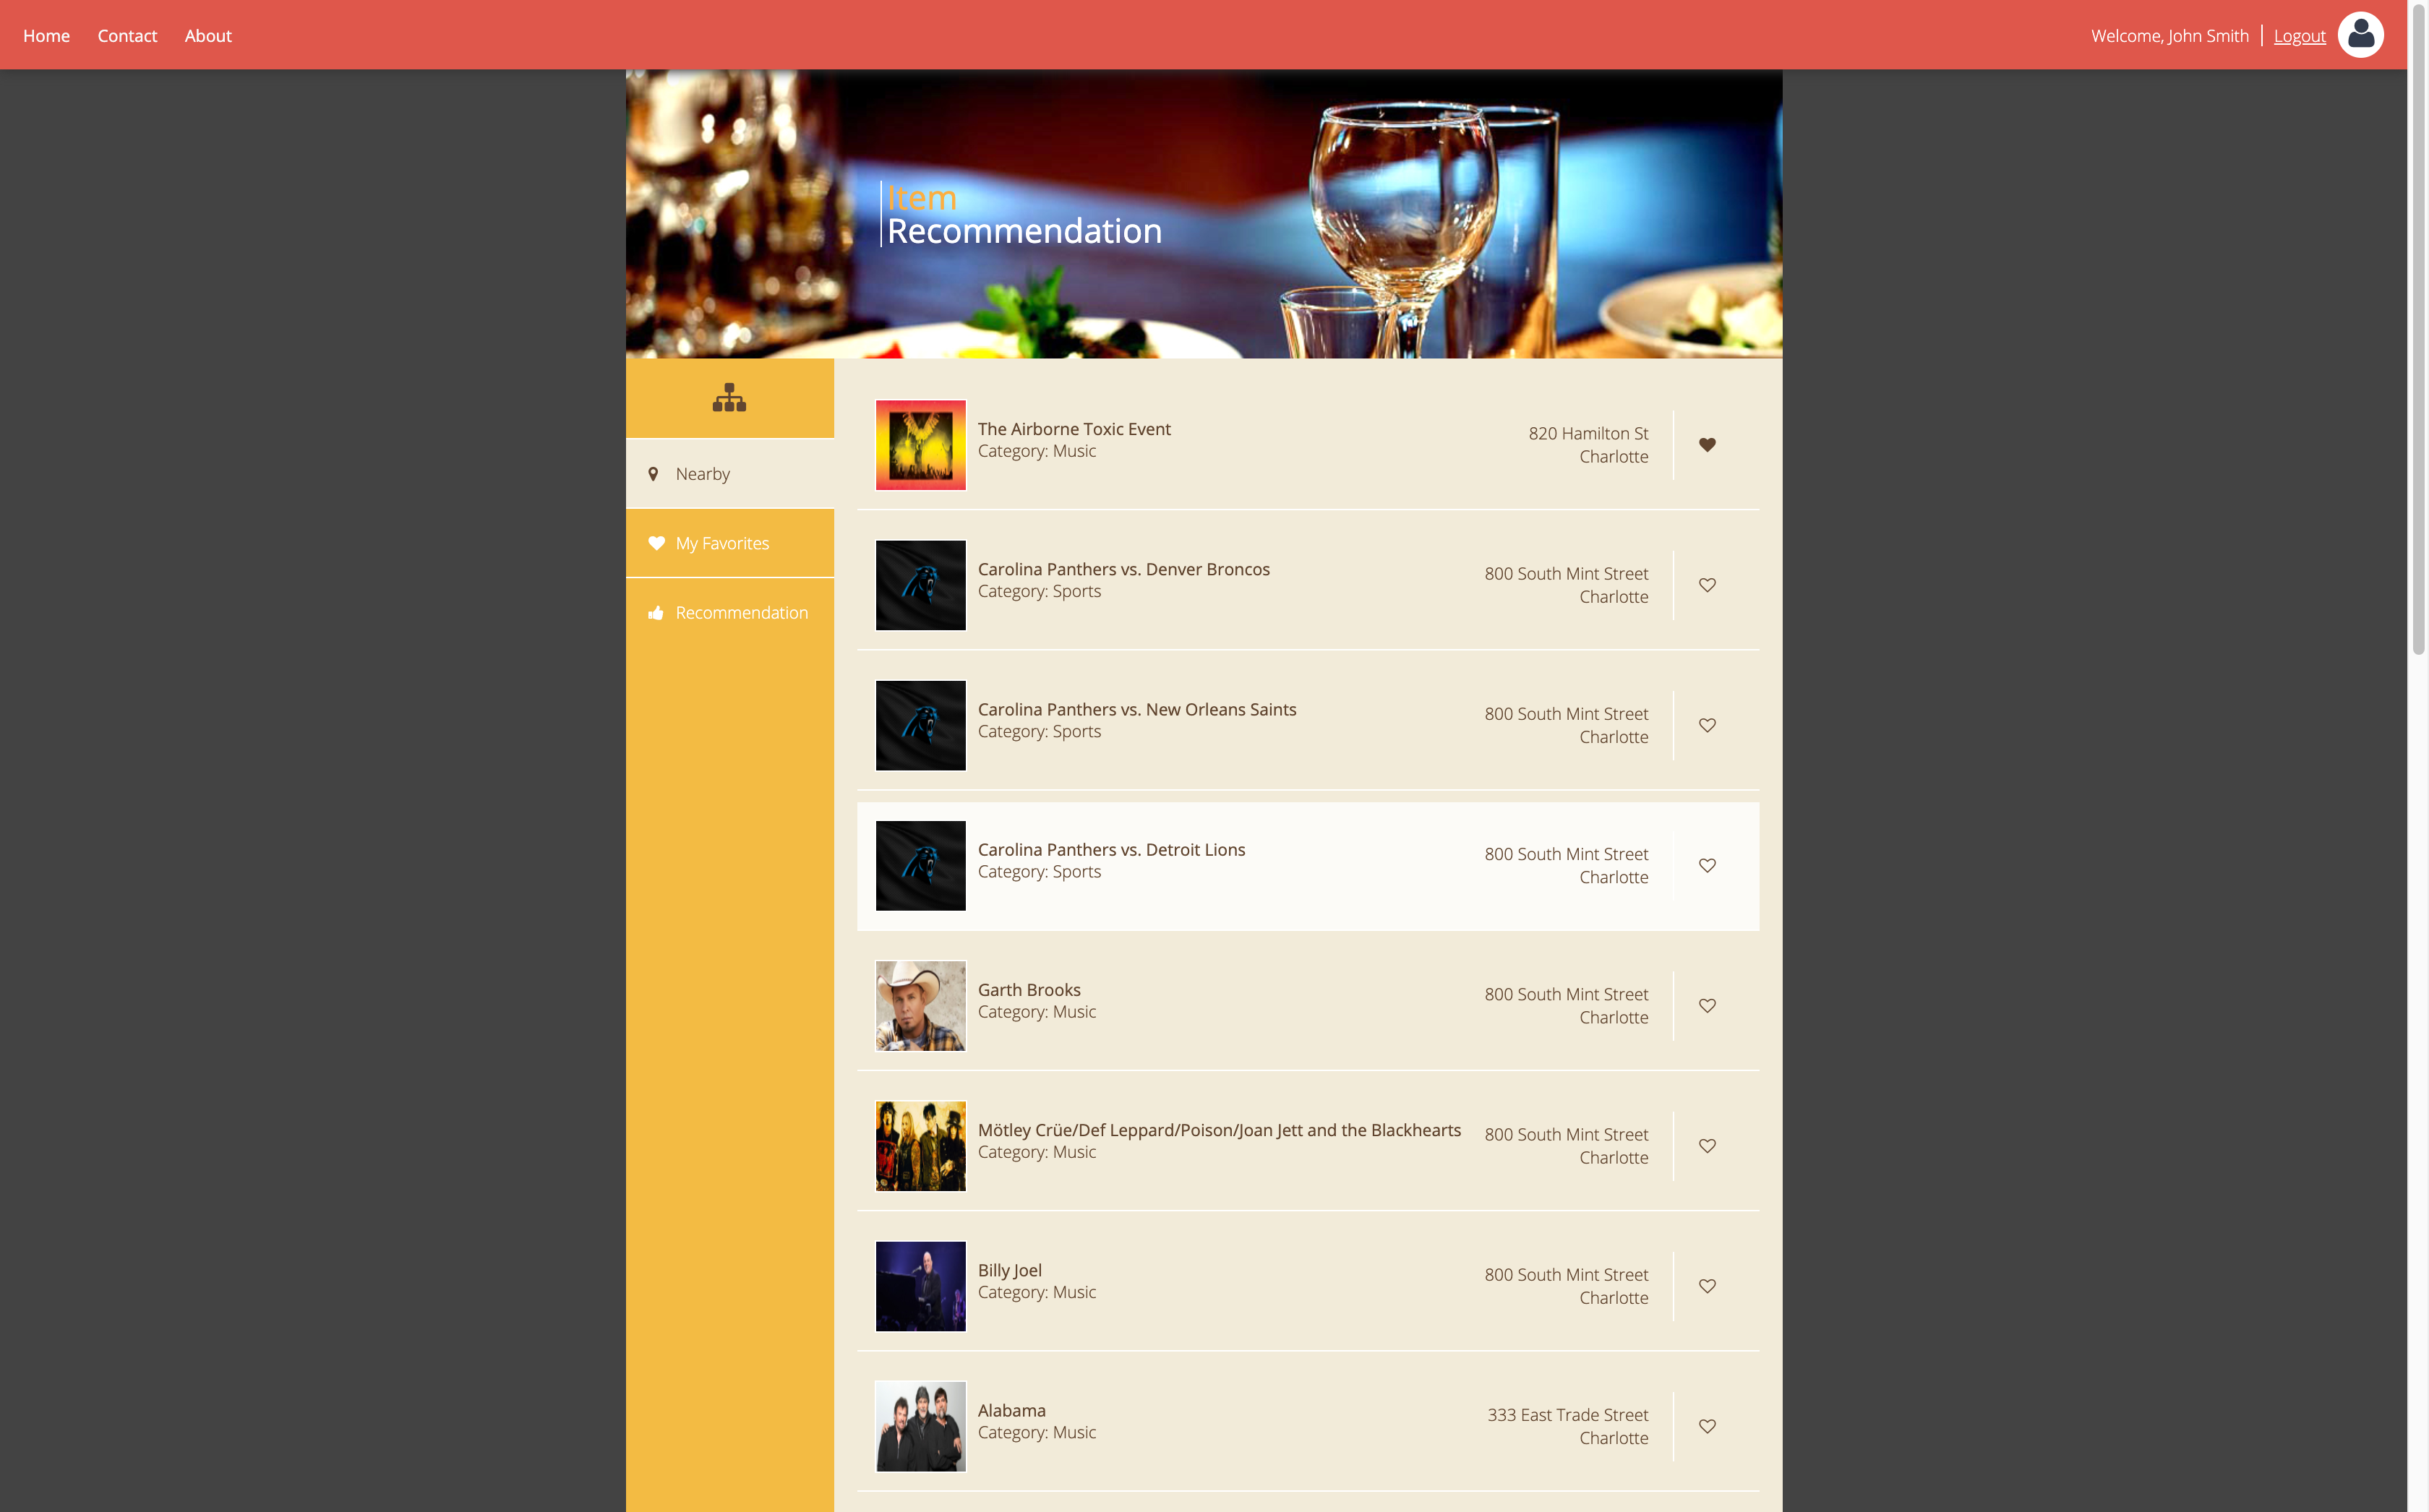 Home Contact About
Welcome, John Smith Logout
Item
Recommendation
Nearby
My Favorites
Recommendation
The Airborne Toxic Event
Category: Music
820 Hamilton St
Charlotte
Carolina Panthers vs. Denver Broncos
Category: Sports
800 South Mint Street
Charlotte
Carolina Panthers vs. New Orleans Saints
Category: Sports
800 South Mint Street
Charlotte
Carolina Panthers vs. Detroit Lions
Category: Sports
800 South Mint Street
Charlotte
Garth Brooks
Category: Music
800 South Mint Street
Charlotte
Mötley Crüe/Def Leppard/Poison/Joan Jett and the Blackhearts
Category: Music
800 South Mint Street
Charlotte
Billy Joel
Category: Music
800 South Mint Street
Charlotte
Alabama
Category: Music
333 East Trade Street
Charlotte